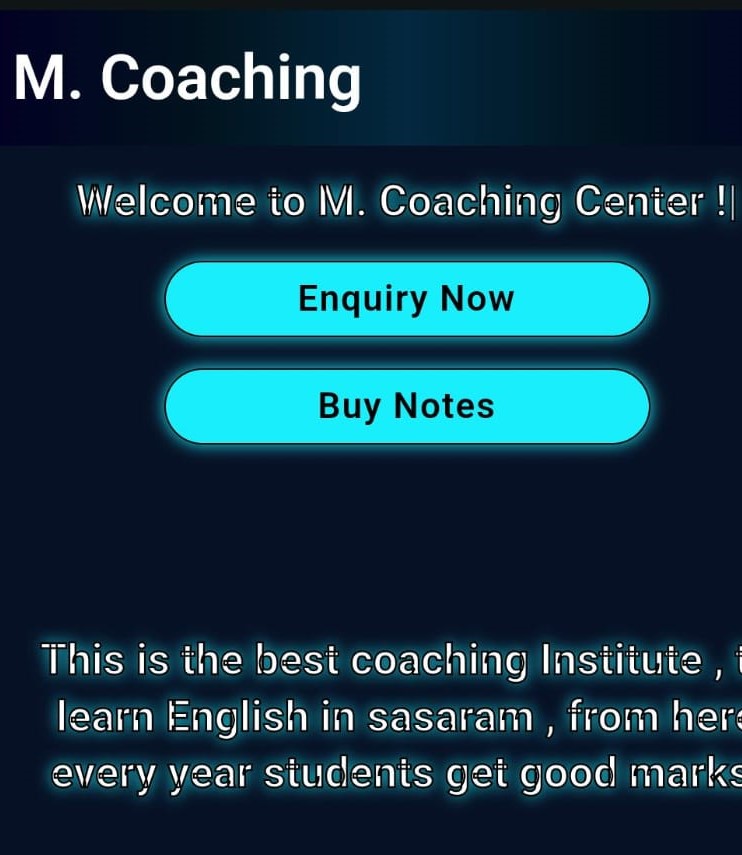 M. Coaching
Welcome to M. Coaching Center !|
Enquiry Now
Buy Notes
This is the best coaching Institute ,
learn English in sasaram , from here
every year students get good marks